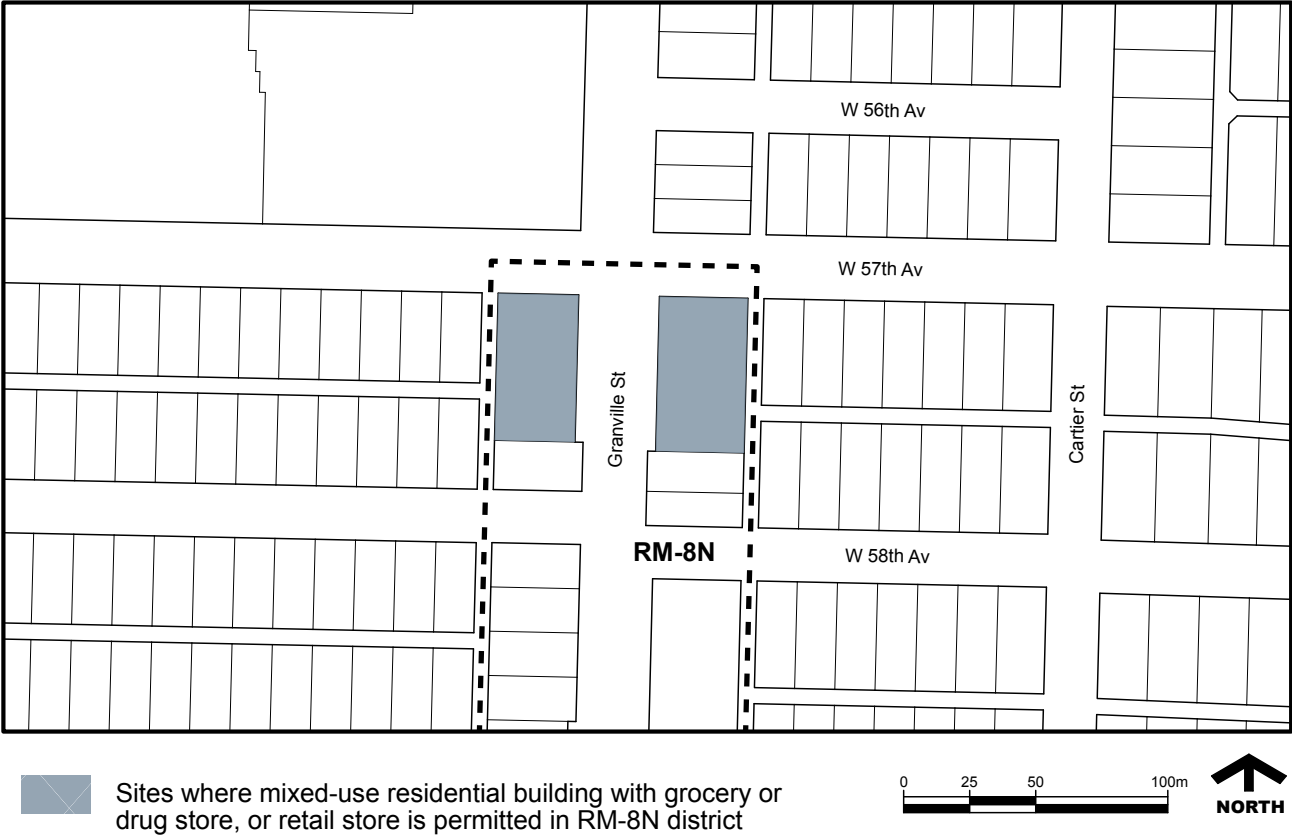 W 56th Av
W 57th Av
Granville St
Cartier St
RM-8N
W 58th Av
Sites where mixed-use residential building with grocery or
drug store, or retail store is permitted in RM-8N district
0 25 50 100m
NORTH